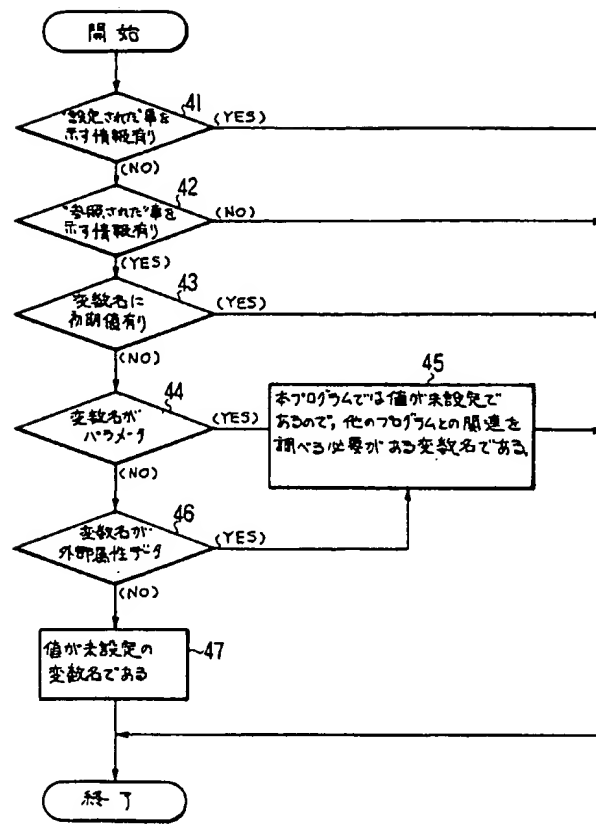 開始
41
"設定された"事を
示す情報有り
(YES)
(NO)
42
"参照された"事を
示す情報有り
(NO)
(YES)
43
変数名に
初期値有り
(YES)
(NO)
44
変数名が
パラメータ
(YES)
(NO)
45
本プログラムでは値が未設定で
あるので,他のプログラムとの関連を
調べる必要がある変数名である。
46
変数名が
外部属性データ
(YES)
(NO)
値が未設定の
変数名である
47
終了